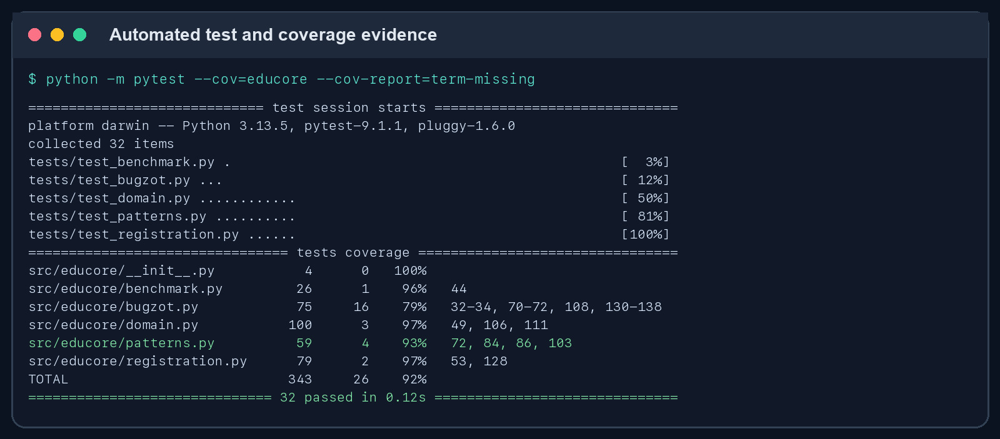 Automated test and coverage evidence
$ python -m pytest --cov=educore --cov-report=term-missing
============================= test session starts ==============================
platform darwin -- Python 3.13.5, pytest-9.1.1, pluggy-1.6.0
collected 32 items
tests/test_benchmark.py . [  3%]
tests/test_bugzot.py ... [ 12%]
tests/test_domain.py ............ [ 50%]
tests/test_patterns.py .......... [ 81%]
tests/test_registration.py ...... [100%]
================================ tests coverage ================================
src/educore/__init__.py 4 0 100%
src/educore/benchmark.py 26 1 96% 44
src/educore/bugzot.py 75 16 79% 32-34, 70-72, 108, 130-138
src/educore/domain.py 100 3 97% 49, 106, 111
src/educore/patterns.py 59 4 93% 72, 84, 86, 103
src/educore/registration.py 79 2 97% 53, 128
TOTAL 343 26 92%
============================== 32 passed in 0.12s ==============================